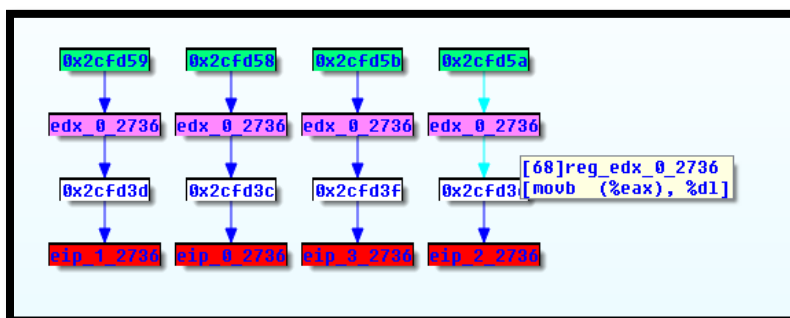 0x2cfd59 0x2cfd58 0x2cfd5b 0x2cfd5a
edx_0_2736 edx_0_2736 edx_0_2736 edx_0_2736
[68]reg_edx_0_2736
0x2cfd3d 0x2cfd3c 0x2cfd3f
[movb (%eax), %dl]
eip_1_2736 eip_0_2736 eip_3_2736 eip_2_2736